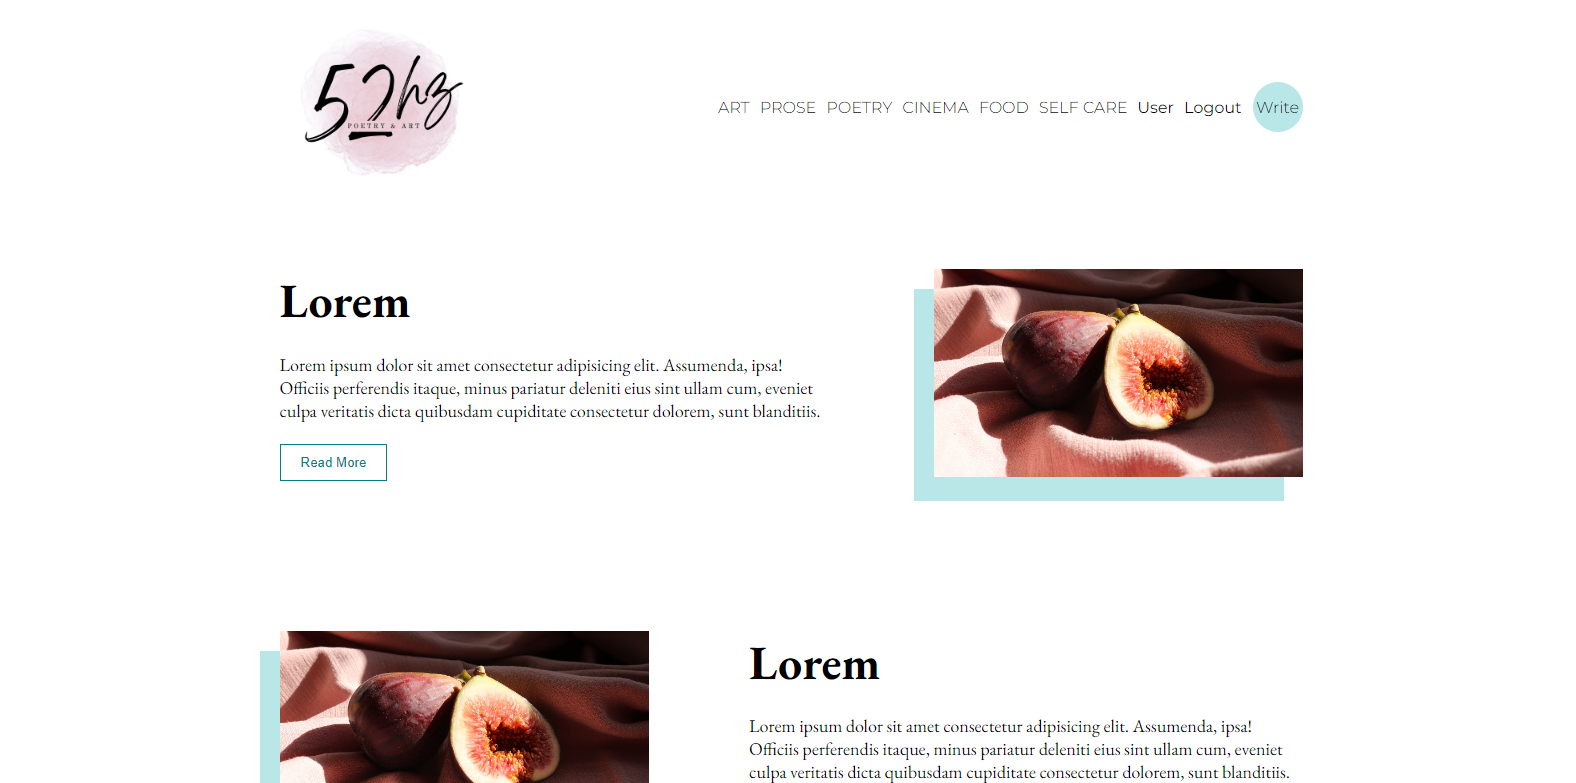 52hz
POETRY & ART
ART PROSE POETRY CINEMA FOOD SELF CARE User Logout Write
Lorem
Lorem ipsum dolor sit amet consectetur adipisicing elit. Assumenda, ipsa!
Officiis perferendis itaque, minus pariatur deleniti eius sint ullam cum, eveniet
culpa veritatis dicta quibusdam cupiditate consectetur dolorem, sunt blanditiis.
Read More
Lorem
Lorem ipsum dolor sit amet consectetur adipisicing elit. Assumenda, ipsa!
Officiis perferendis itaque, minus pariatur deleniti eius sint ullam cum, eveniet
culpa veritatis dicta quibusdam cupiditate consectetur dolorem, sunt blanditiis.